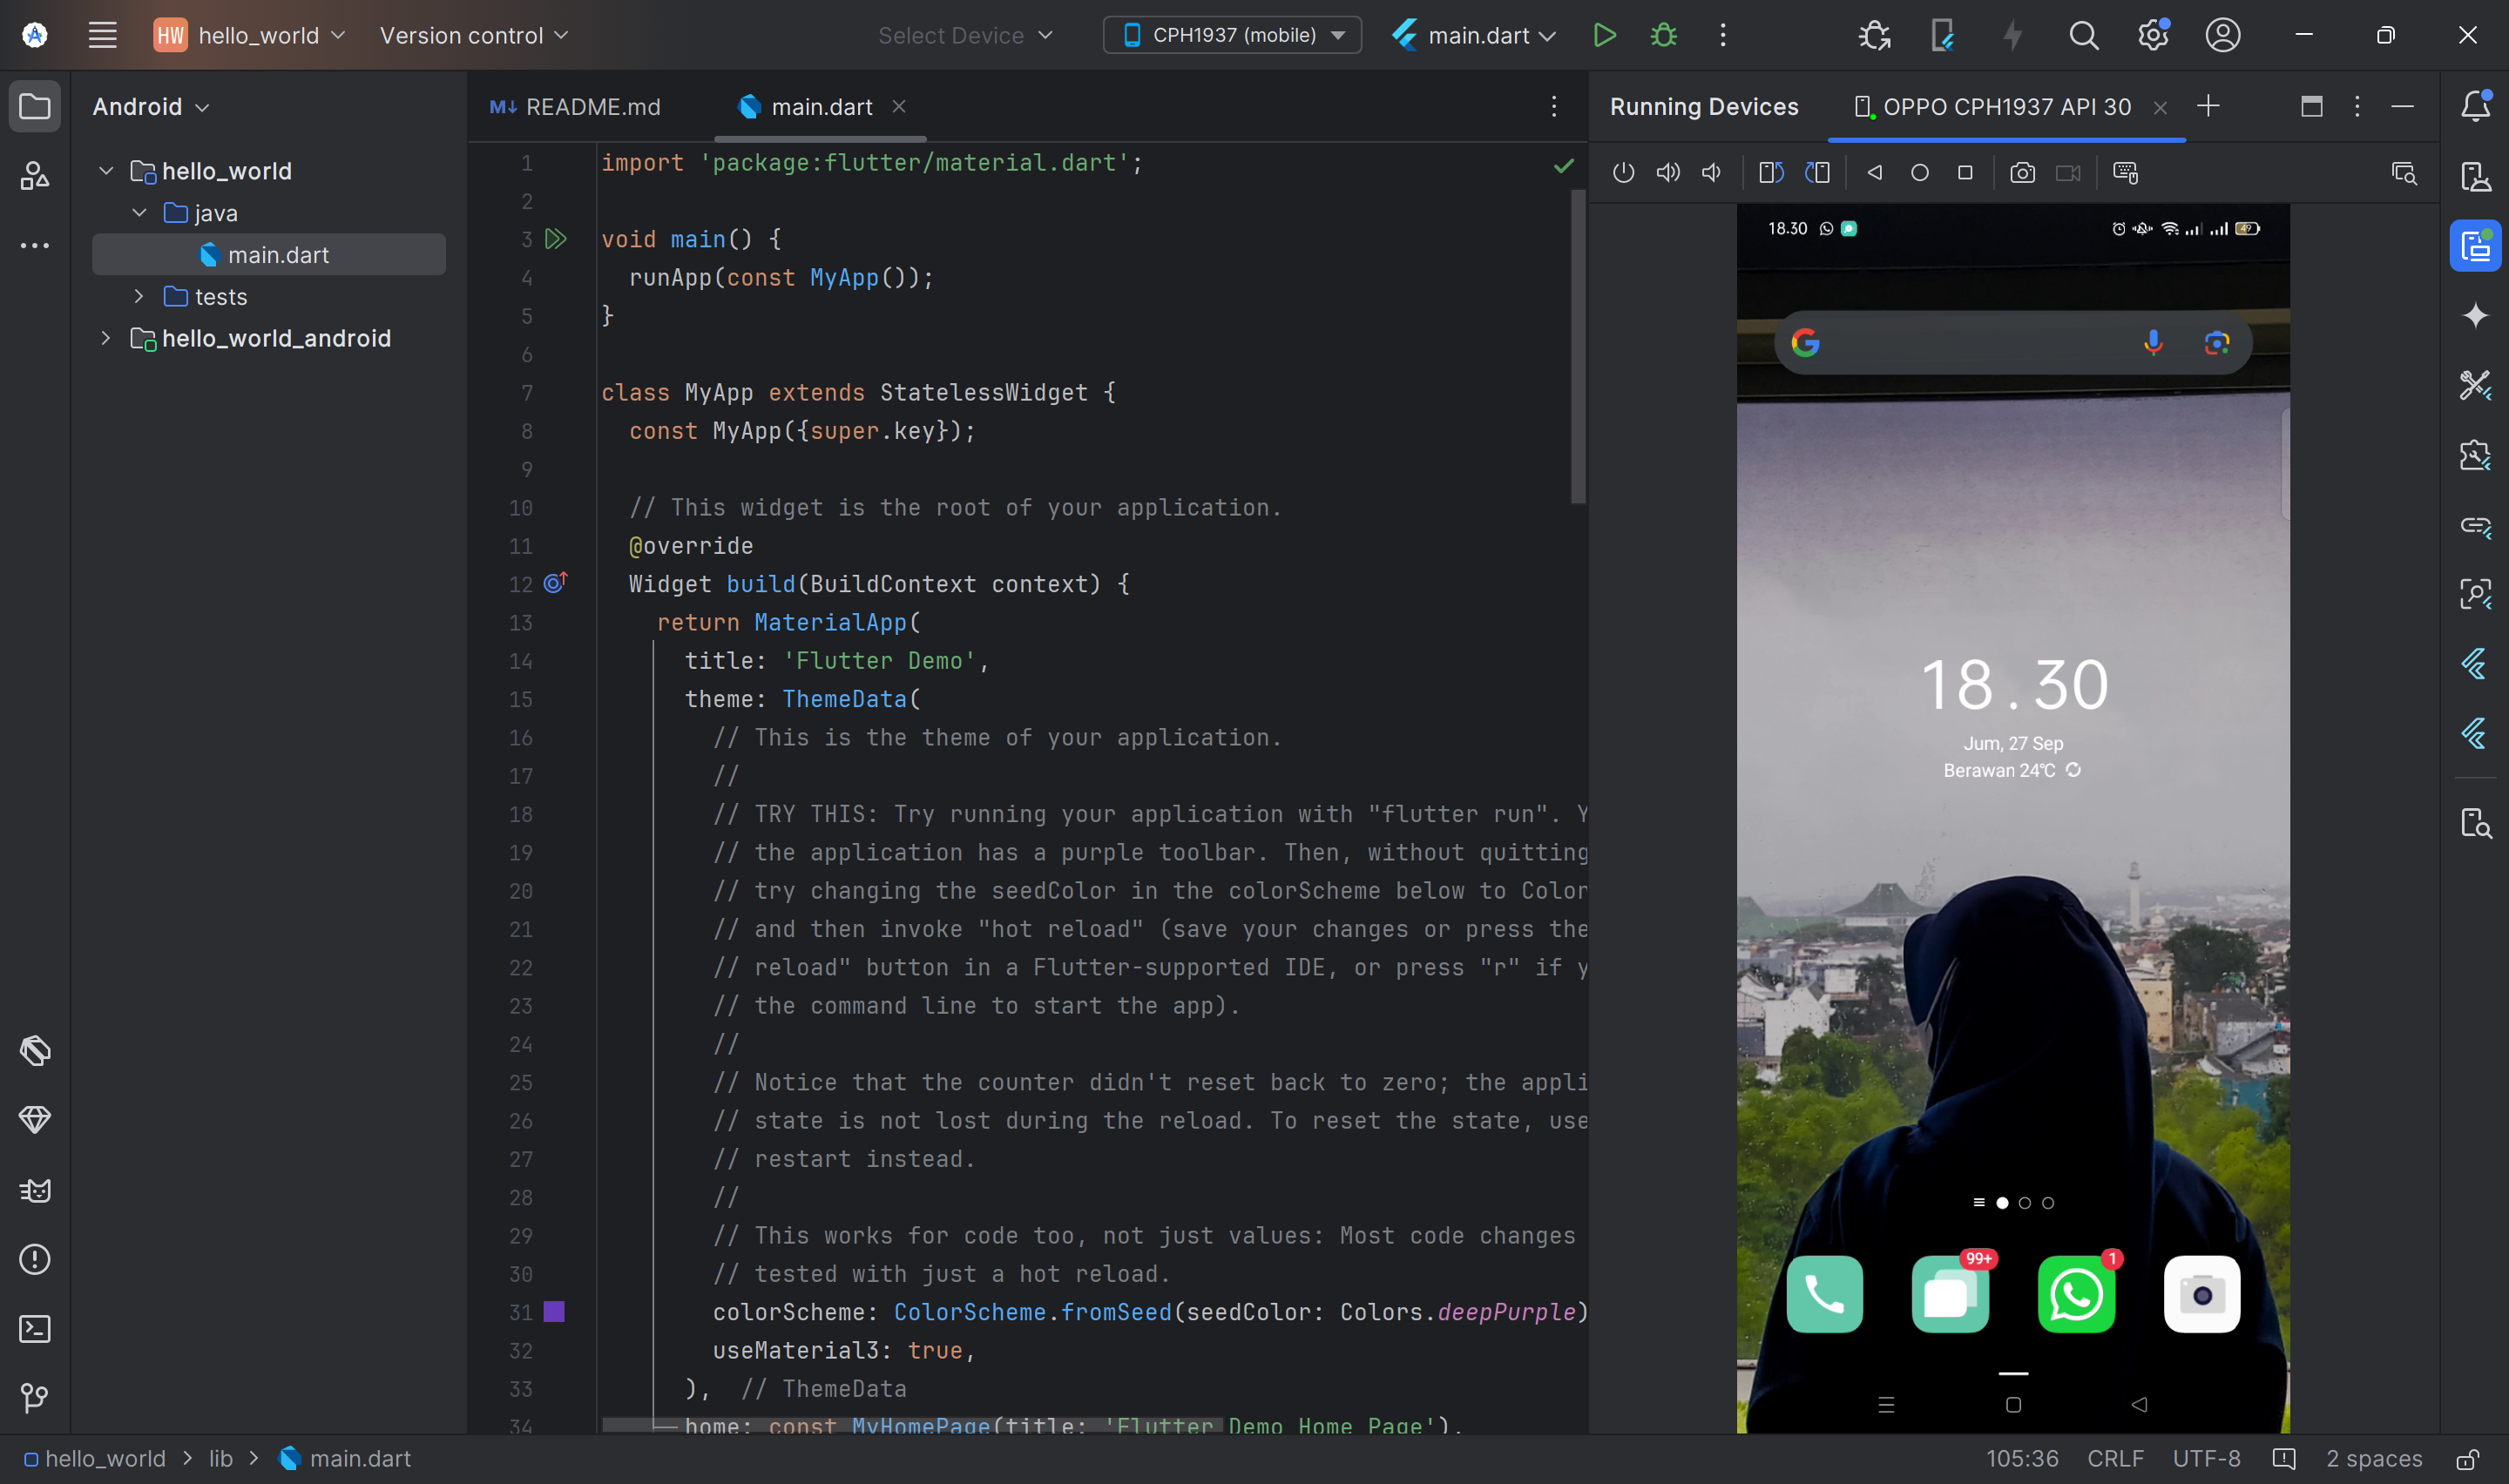 HW hello_world Version control Select Device CPH1937 (mobile) main.dart
Android
hello_world
java
main.dart
tests
hello_world_android
README.md main.dart
1 import 'package:flutter/material.dart';
2
3 void main() {
4 runApp(const MyApp());
5 }
6
7 class MyApp extends StatelessWidget {
8 const MyApp({super.key});
9
10 // This widget is the root of your application.
11 @override
12 Widget build(BuildContext context) {
13 return MaterialApp(
14 title: 'Flutter Demo',
15 theme: ThemeData(
16 // This is the theme of your application.
17 //
18 // TRY THIS: Try running your application with "flutter run". Y
19 // the application has a purple toolbar. Then, without quitting
20 // try changing the seedColor in the colorScheme below to Color
21 // and then invoke "hot reload" (save your changes or press the
22 // reload" button in a Flutter-supported IDE, or press "r" if y
23 // the command line to start the app).
24 //
25 // Notice that the counter didn't reset back to zero; the appli
26 // state is not lost during the reload. To reset the state, use
27 // restart instead.
28 //
29 // This works for code too, not just values: Most code changes
30 // tested with just a hot reload.
31 colorScheme: ColorScheme.fromSeed(seedColor: Colors.deepPurple)
32 useMaterial3: true,
33 ), // ThemeData
34 home: const MyHomePage(title: 'Flutter Demo Home Page'),
Running Devices OPPO CPH1937 API 30
18.30 49
18.30
Jum, 27 Sep
Berawan 24°C
99+ 1
hello_world > lib > main.dart 105:36 CRLF UTF-8 2 spaces